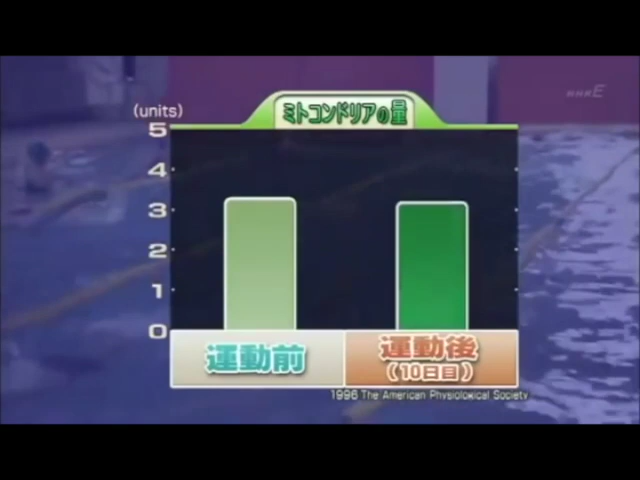 NHKE
ミトコンドリアの量
(units)
5
4
3
2
1
0
運動前
運動後
(10日目)
1996 The American Physiological Society